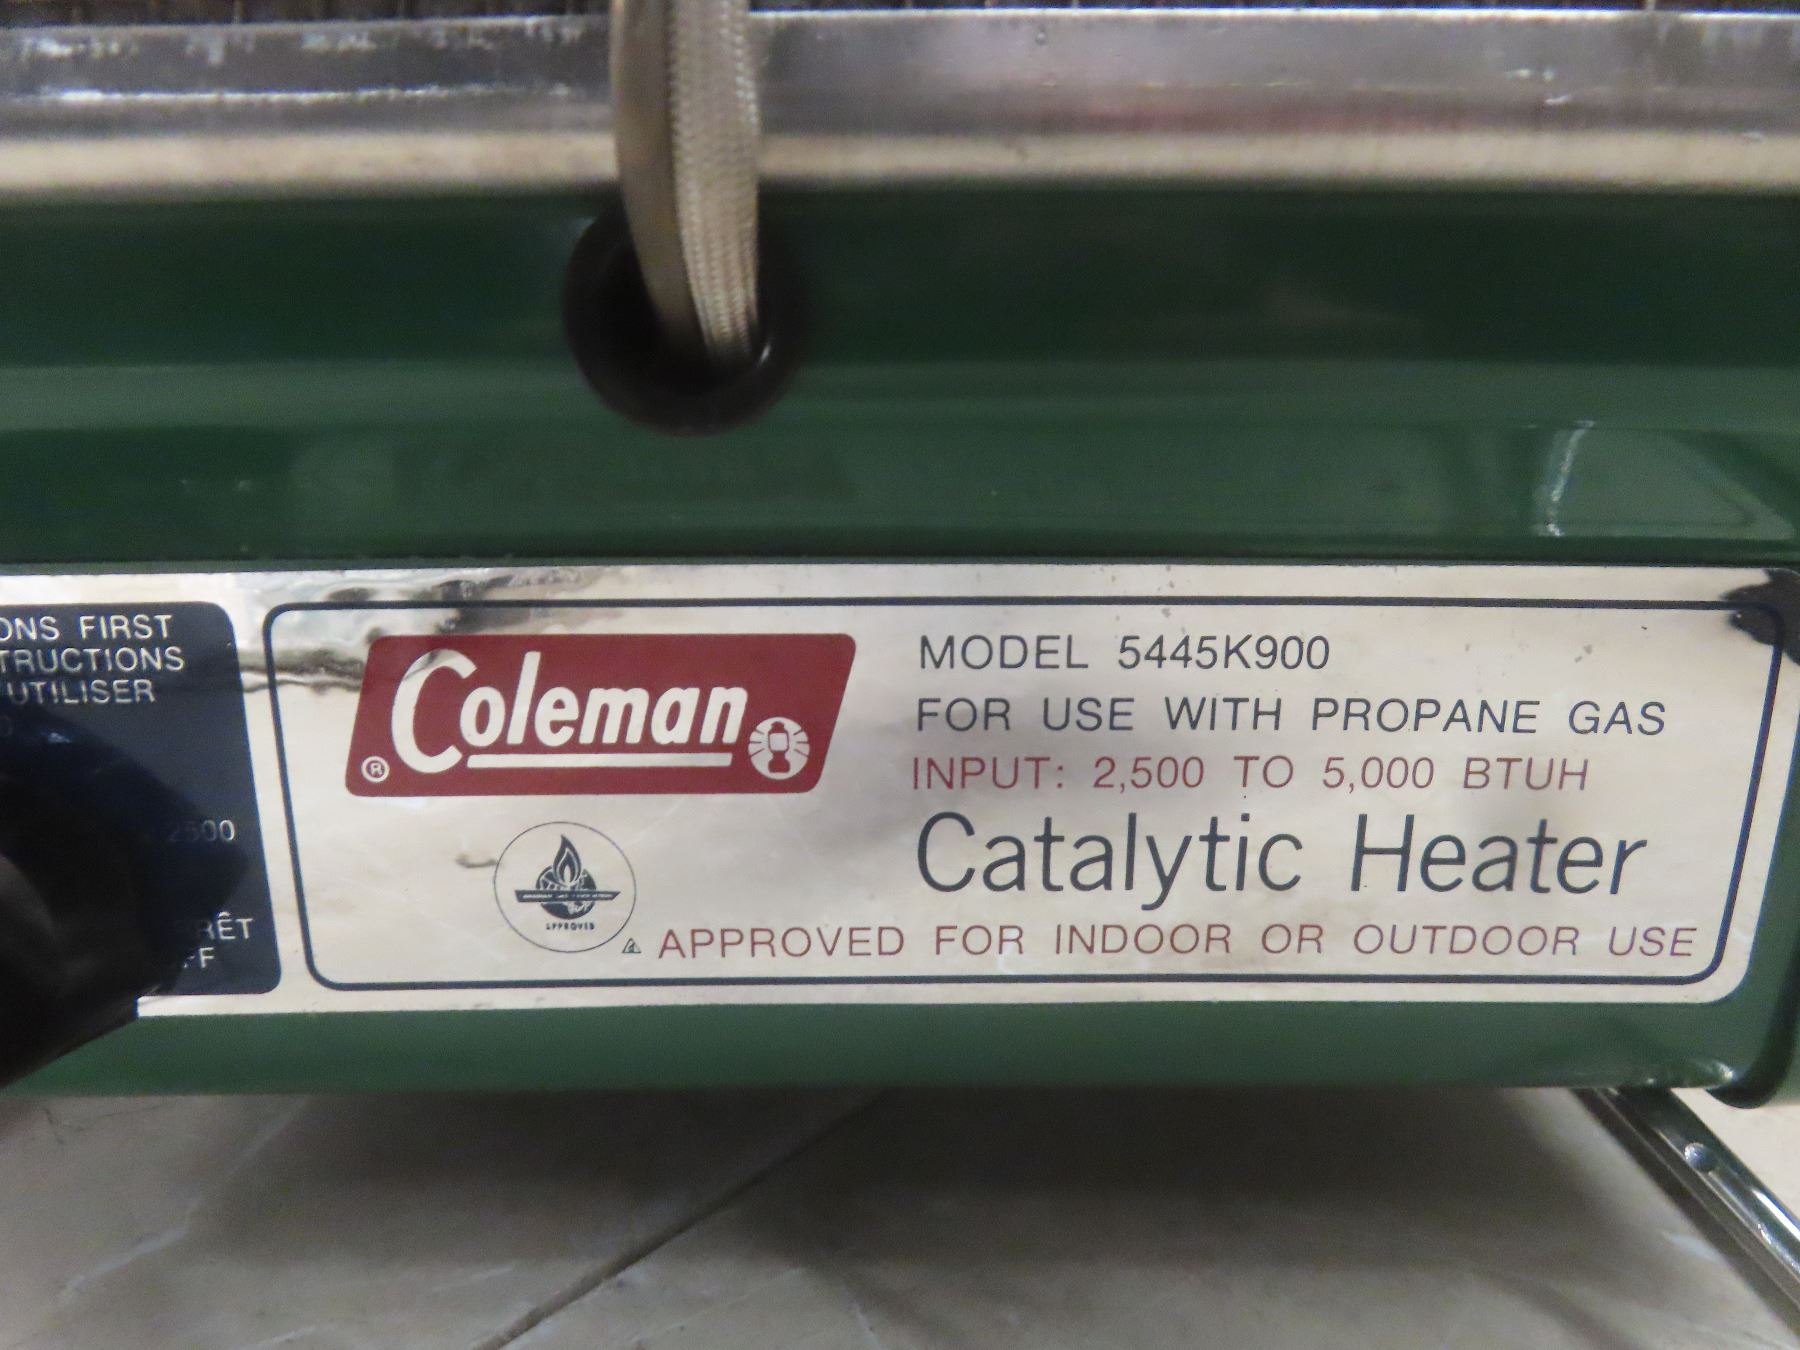 ONS FIRST
TRUCTIONS
UTILISER
2500
RÊT
FF
Coleman
®
MODEL 5445K900
FOR USE WITH PROPANE GAS
INPUT: 2,500 TO 5,000 BTUH
Catalytic Heater
APPROVED
APPROVED FOR INDOOR OR OUTDOOR USE